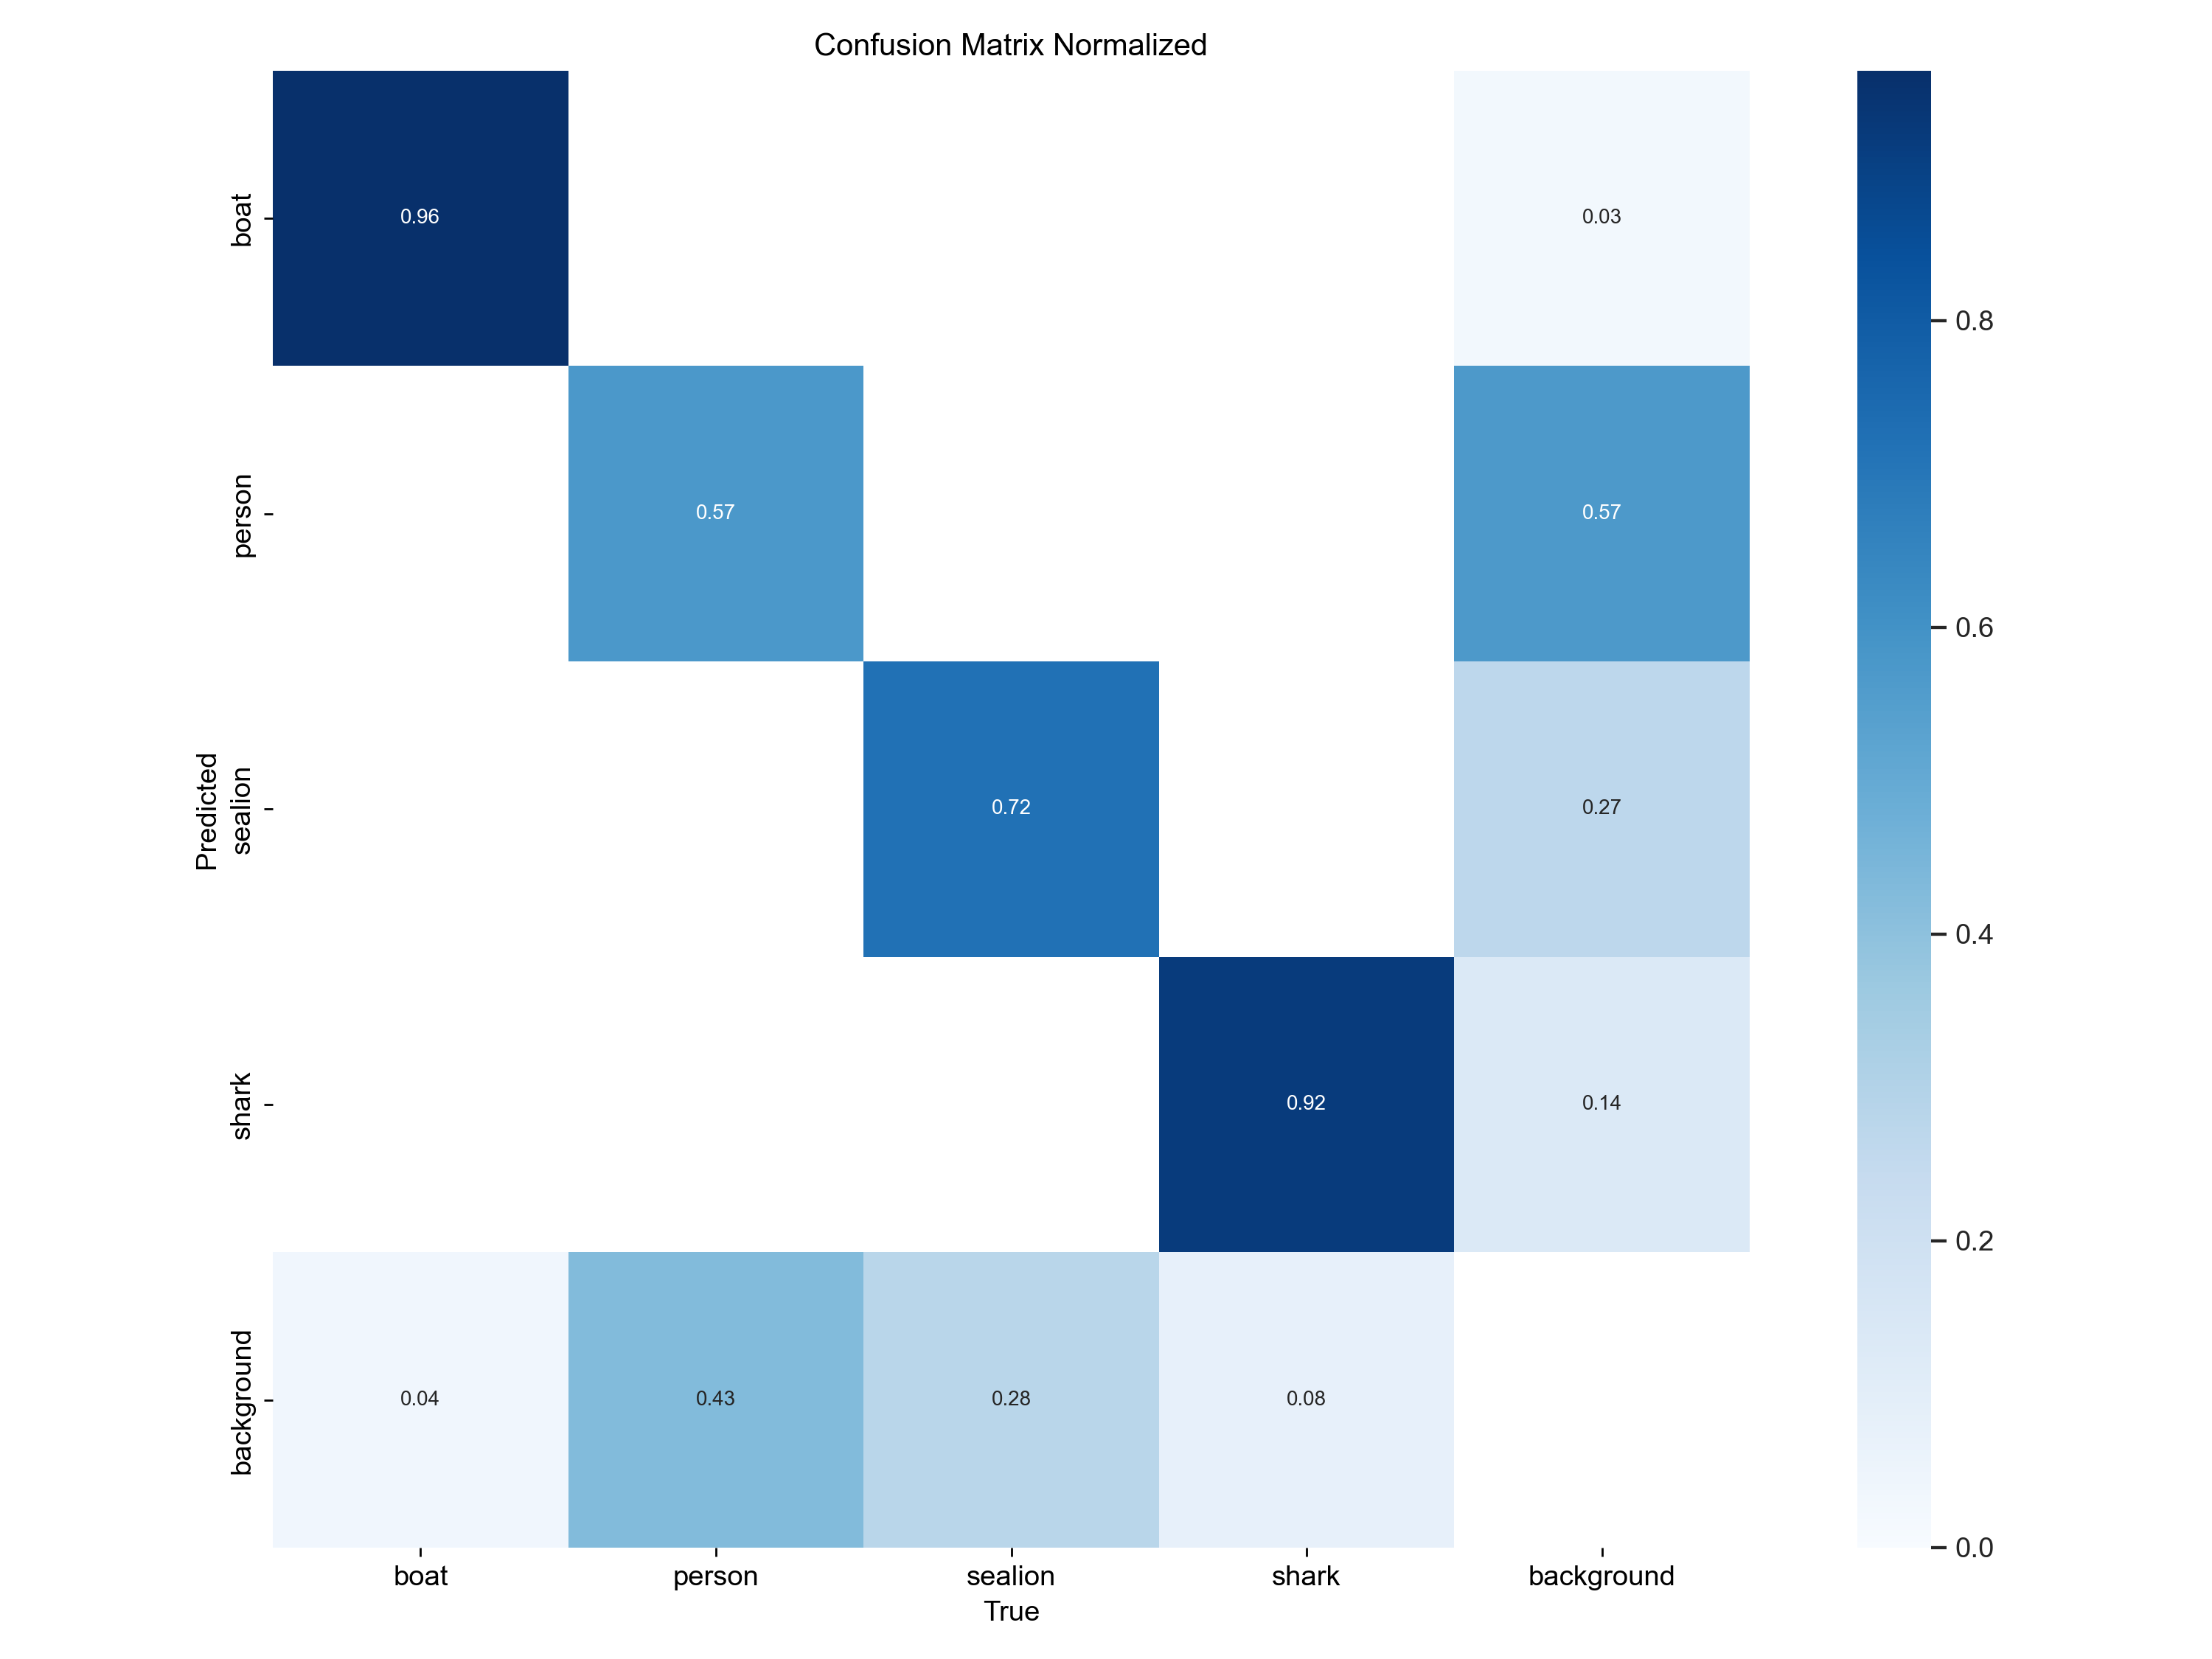 Confusion Matrix Normalized
boat
0.96
0.03
0.8
person
0.57
0.57
0.6
Predicted
sealion
0.72
0.27
0.4
shark
0.92
0.14
0.2
background
0.04
0.43
0.28
0.08
0.0
boat
person
sealion
shark
background
True